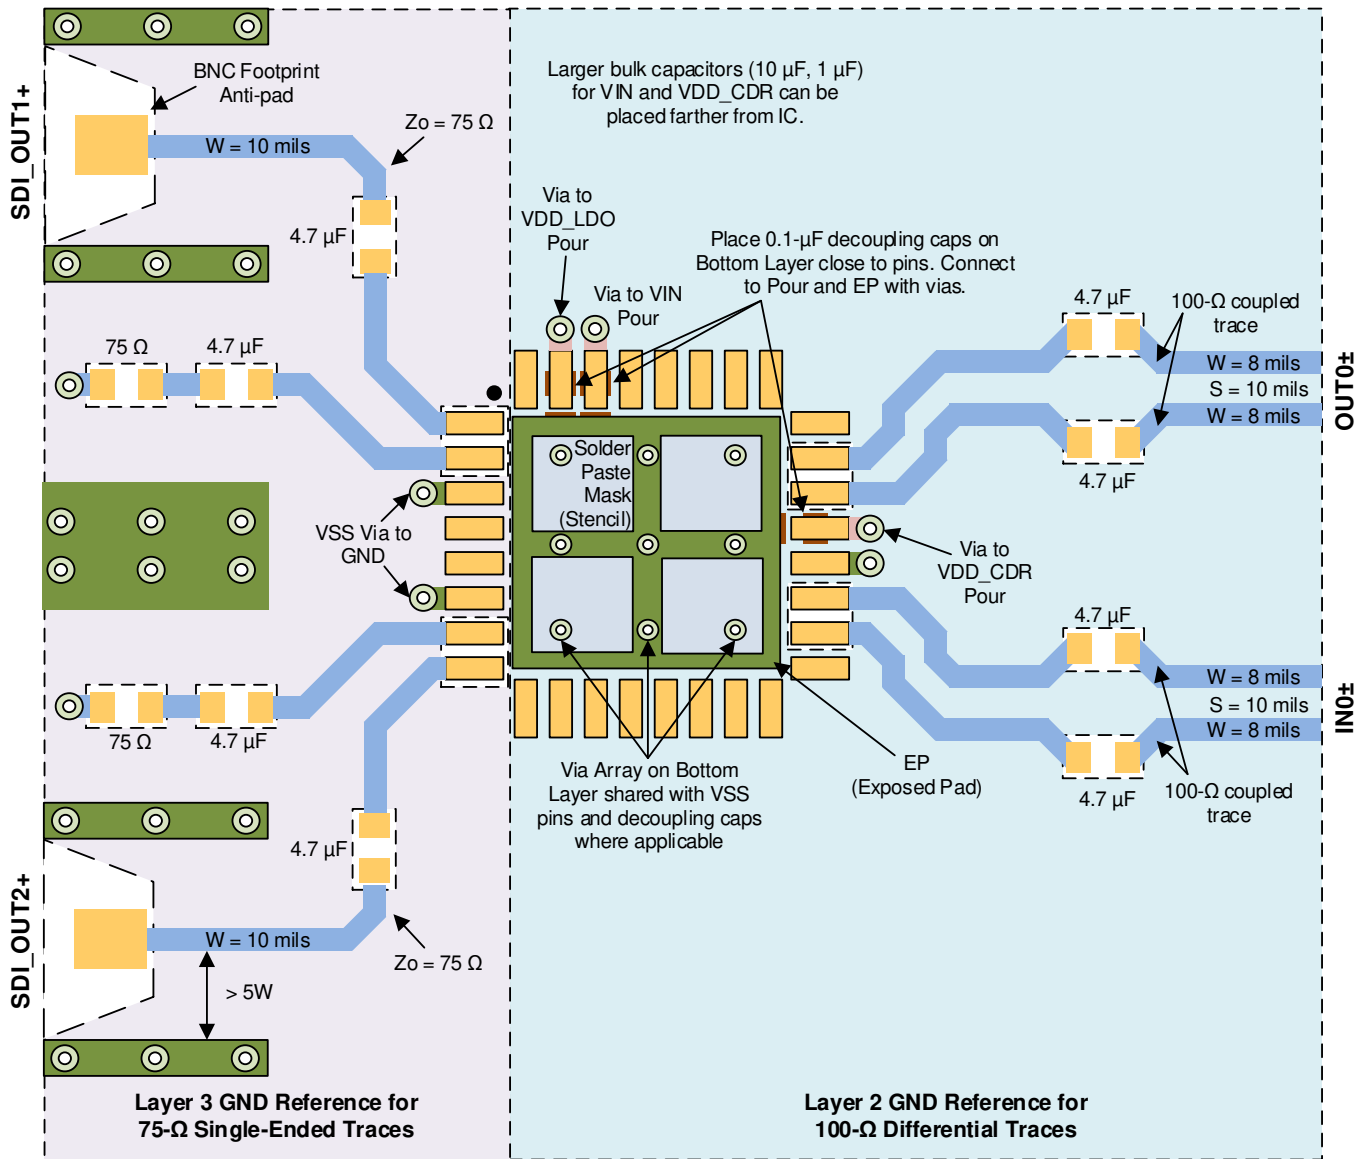 SDI_OUT1+
BNC Footprint
Anti-pad
W = 10 mils
Zo = 75 Ω
4.7 µF
75 Ω
4.7 µF
VSS Via to
GND
75 Ω
4.7 µF
4.7 µF
SDI_OUT2+
W = 10 mils
Zo = 75 Ω
> 5W
Layer 3 GND Reference for
75-Ω Single-Ended Traces
Larger bulk capacitors (10 µF, 1 µF)
for VIN and VDD_CDR can be
placed farther from IC.
Via to
VDD_LDO
Pour
Via to VIN
Pour
Place 0.1-µF decoupling caps on
Bottom Layer close to pins. Connect
to Pour and EP with vias.
Solder
Paste
Mask
(Stencil)
4.7 µF
100-Ω coupled
trace
W = 8 mils
S = 10 mils
W = 8 mils
OUT0±
4.7 µF
Via to
VDD_CDR
Pour
4.7 µF
W = 8 mils
S = 10 mils
W = 8 mils
IN0±
4.7 µF
100-Ω coupled
trace
EP
(Exposed Pad)
Via Array on Bottom
Layer shared with VSS
pins and decoupling caps
where applicable
Layer 2 GND Reference for
100-Ω Differential Traces